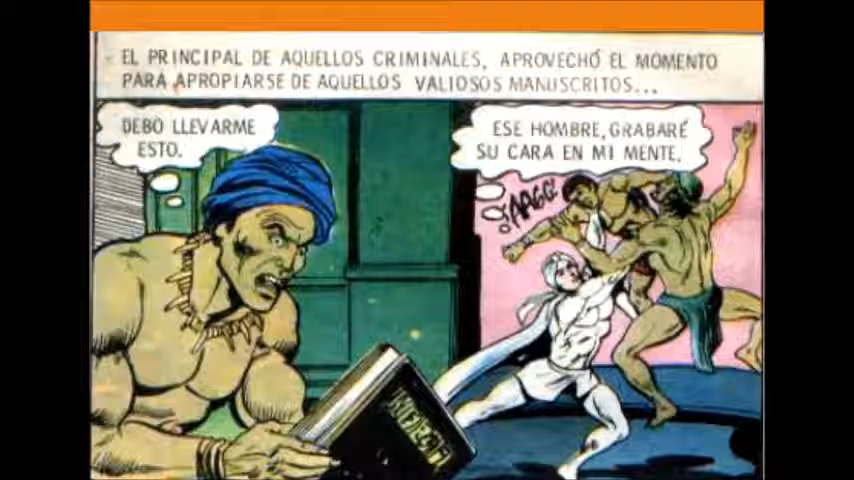 EL PRINCIPAL DE AQUELLOS CRIMINALES, APROVECHÓ EL MOMENTO
PARA APROPIARSE DE AQUELLOS VALIOSOS MANUSCRITOS...
DEBO LLEVARME
ESTO.
ESE HOMBRE, GRABARÉ
SU CARA EN MI MENTE.
¡AAGG!